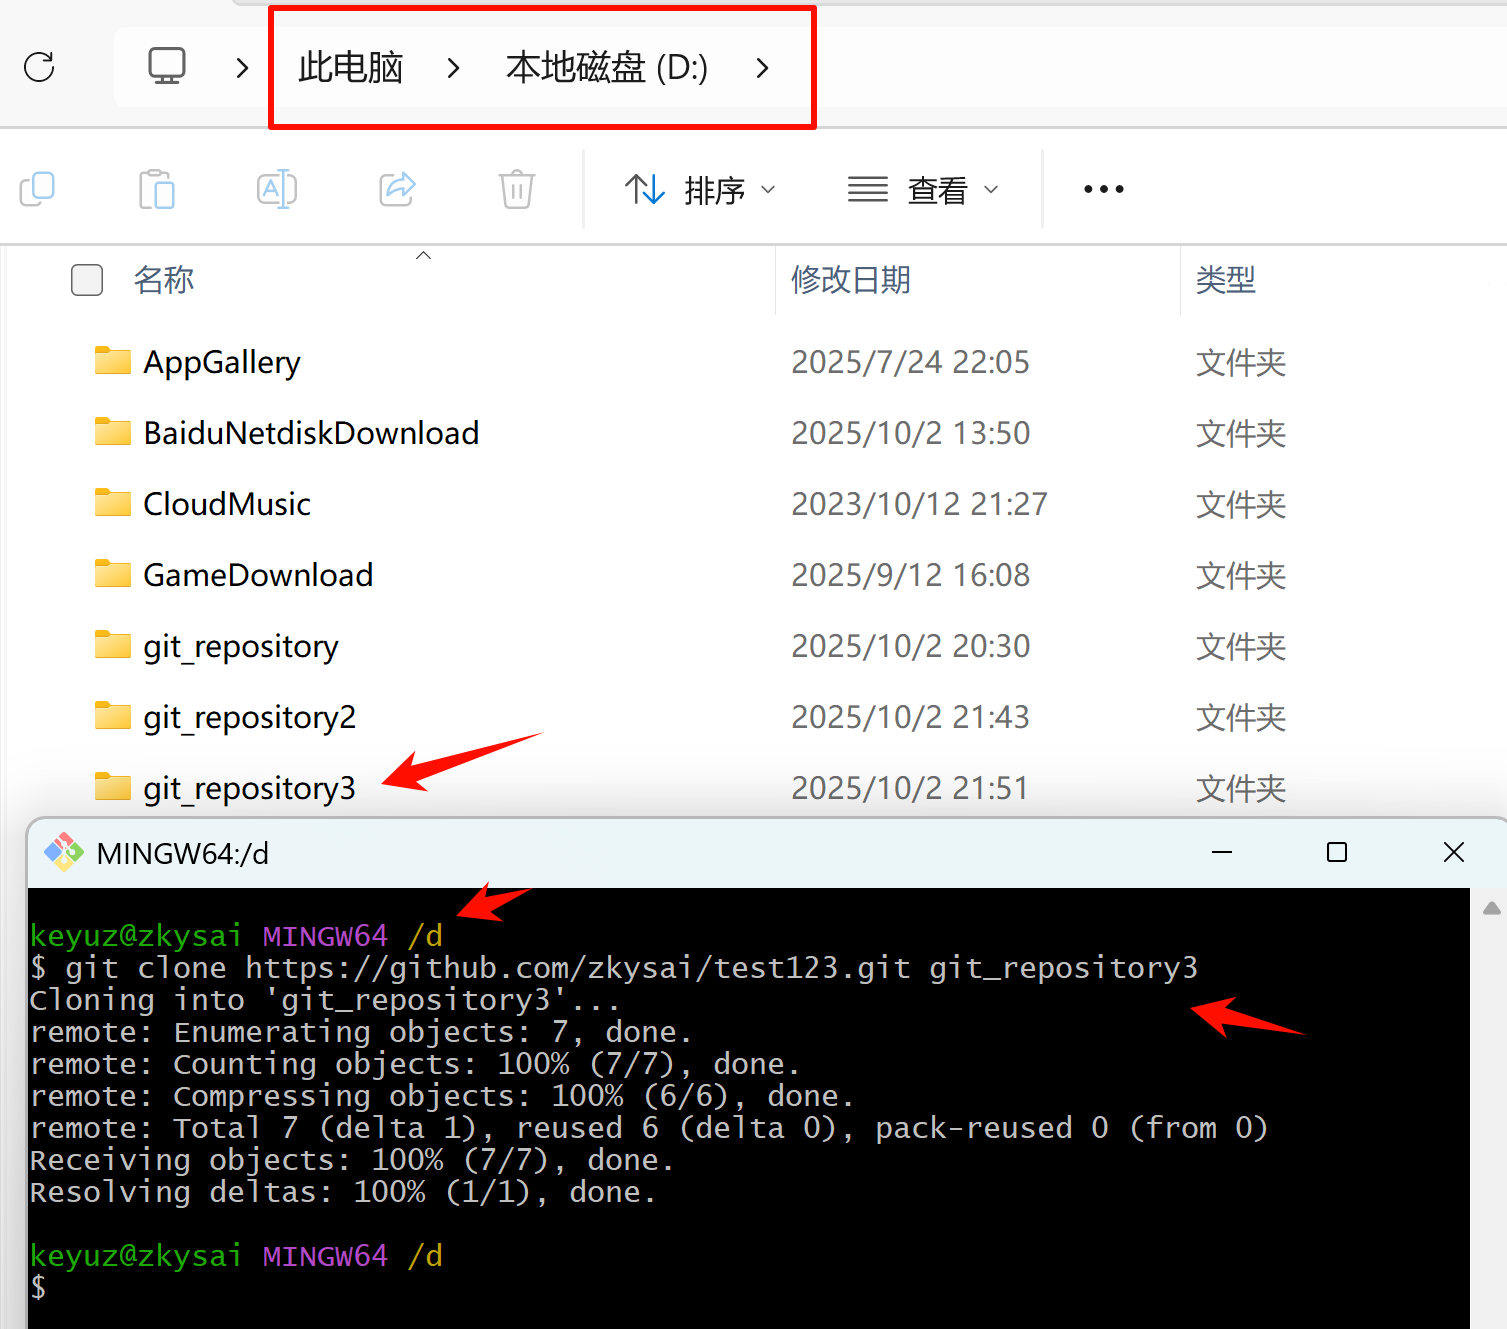 此电脑 > 本地磁盘 (D:) >
排序 查看
名称 修改日期 类型
AppGallery 2025/7/24 22:05 文件夹
BaiduNetdiskDownload 2025/10/2 13:50 文件夹
CloudMusic 2023/10/12 21:27 文件夹
GameDownload 2025/9/12 16:08 文件夹
git_repository 2025/10/2 20:30 文件夹
git_repository2 2025/10/2 21:43 文件夹
git_repository3 2025/10/2 21:51 文件夹
MINGW64:/d
keyuz@zkysai MINGW64 /d
$ git clone https://github.com/zkysai/test123.git git_repository3
Cloning into 'git_repository3'...
remote: Enumerating objects: 7, done.
remote: Counting objects: 100% (7/7), done.
remote: Compressing objects: 100% (6/6), done.
remote: Total 7 (delta 1), reused 6 (delta 0), pack-reused 0 (from 0)
Receiving objects: 100% (7/7), done.
Resolving deltas: 100% (1/1), done.
keyuz@zkysai MINGW64 /d
$